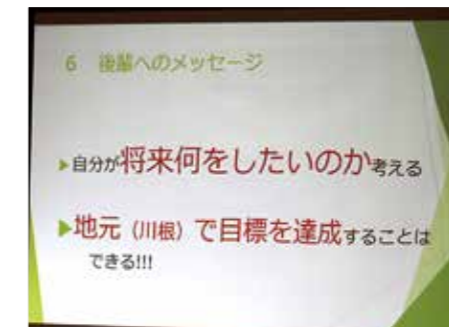 6 後輩へのメッセージ
▶自分が将来何をしたいのか考える
▶地元（川根）で目標を達成することは
できる!!!